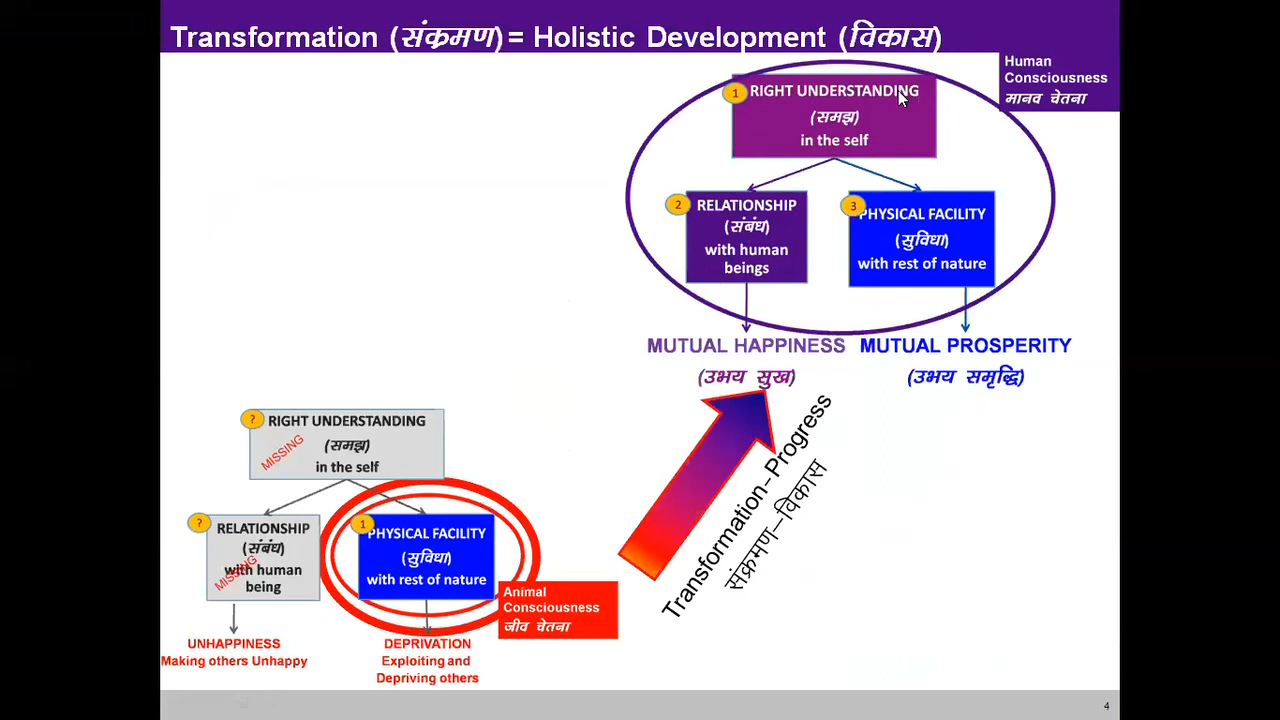 Transformation (संक्रमण) = Holistic Development (विकास)
Human
Consciousness
मानव चेतना
1
RIGHT UNDERSTANDING
(समझ)
in the self
2
RELATIONSHIP
(संबंध)
with human
beings
3
PHYSICAL FACILITY
(सुविधा)
with rest of nature
MUTUAL HAPPINESS
(उभय सुख)
MUTUAL PROSPERITY
(उभय समृद्धि)
Transformation – Progress
संक्रमण–विकास
?
RIGHT UNDERSTANDING
(समझ)
in the self
MISSING
?
RELATIONSHIP
(संबंध)
with human
being
MISSING
1
PHYSICAL FACILITY
(सुविधा)
with rest of nature
Animal
Consciousness
जीव चेतना
UNHAPPINESS
Making others Unhappy
DEPRIVATION
Exploiting and
Depriving others
4